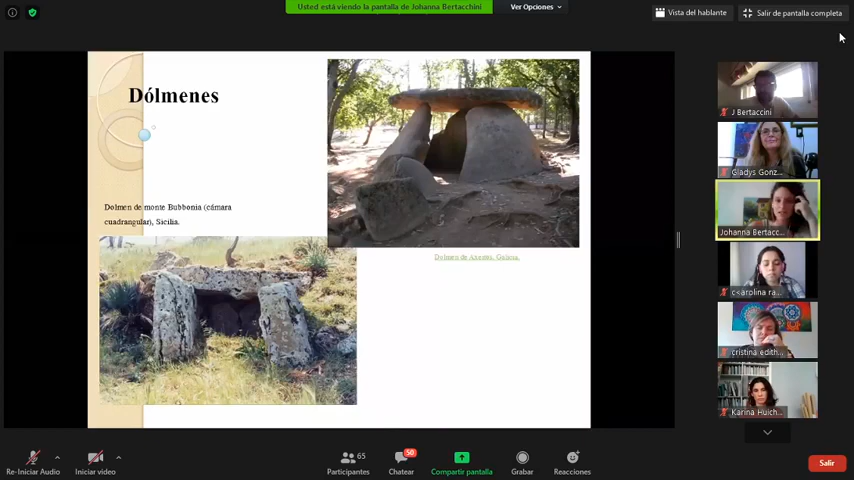 Usted está viendo la pantalla de Johanna Bertacchini
Ver Opciones
Vista del hablante
Salir de pantalla completa
Dólmenes
Dolmen de monte Bubbonia (cámara
cuadrangular), Sicilia.
Dolmen de Axeitos, Galicia.
J Bertaccini
Gladys Gonz...
Johanna Bertacc...
c<arolina ra...
cristina edith...
Karina Huich...
65
50
Re-Iniciar Audio
Iniciar video
Participantes
Chatear
Compartir pantalla
Grabar
Reacciones
Salir